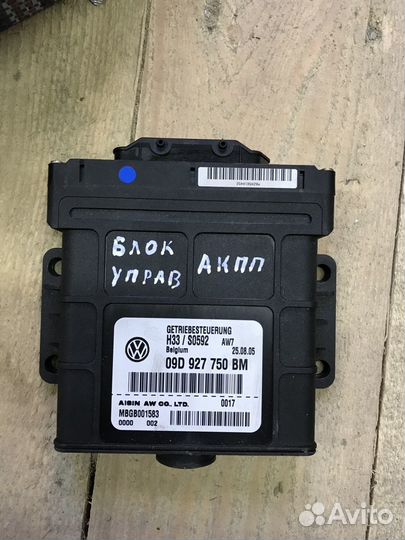 БЛОК
УПРАВ
АКПП
GETRIEBESTEUERUNG
H33 / S0592 AW7
Belgium 25.08.05
09D 927 750 BM
AISIN AW CO., LTD. 0017
MBGB001583
0000 002
Avito